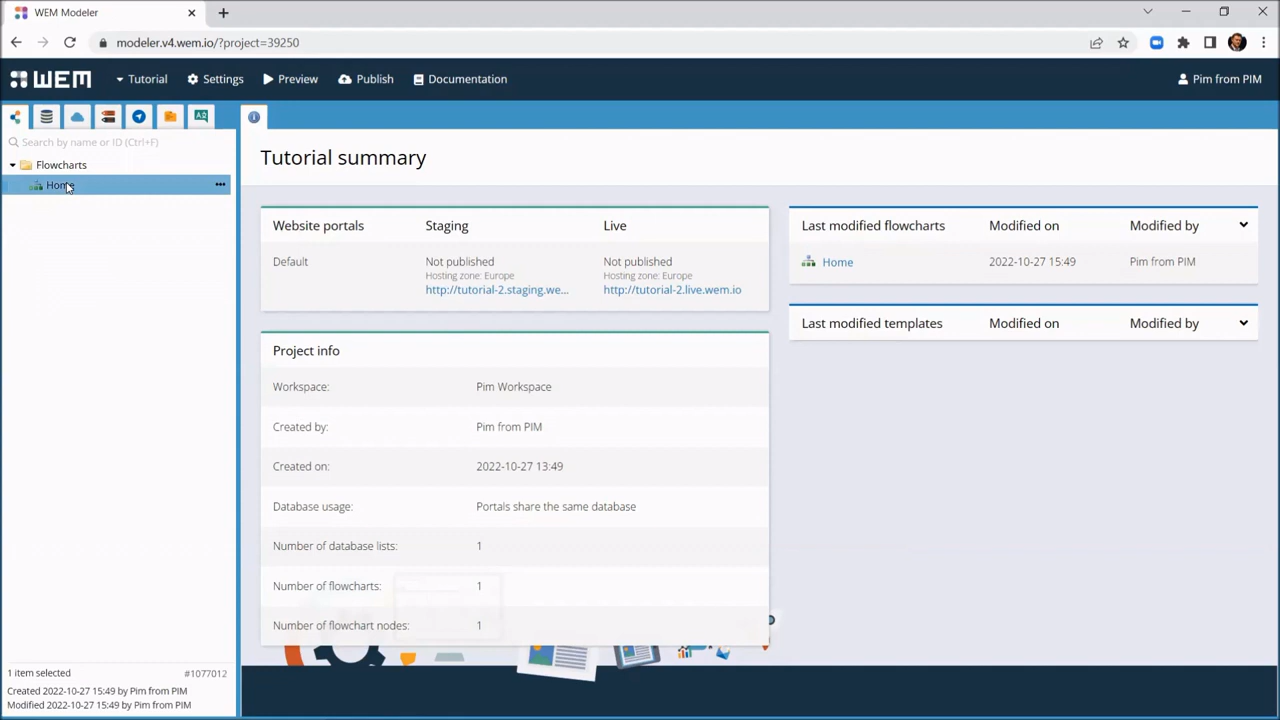 WEM Modeler
modeler.v4.wem.io/?project=39250
WEM
Tutorial
Settings
Preview
Publish
Documentation
Pim from PIM
Search by name or ID (Ctrl+F)
Flowcharts
Home
Tutorial summary
Website portals Staging Live
Default Not published Not published
Hosting zone: Europe Hosting zone: Europe
http://tutorial-2.staging.we... http://tutorial-2.live.wem.io
Last modified flowcharts Modified on Modified by
Home 2022-10-27 15:49 Pim from PIM
Last modified templates Modified on Modified by
Project info
Workspace: Pim Workspace
Created by: Pim from PIM
Created on: 2022-10-27 13:49
Database usage: Portals share the same database
Number of database lists: 1
Number of flowcharts: 1
Number of flowchart nodes: 1
1 item selected #1077012
Created 2022-10-27 15:49 by Pim from PIM
Modified 2022-10-27 15:49 by Pim from PIM